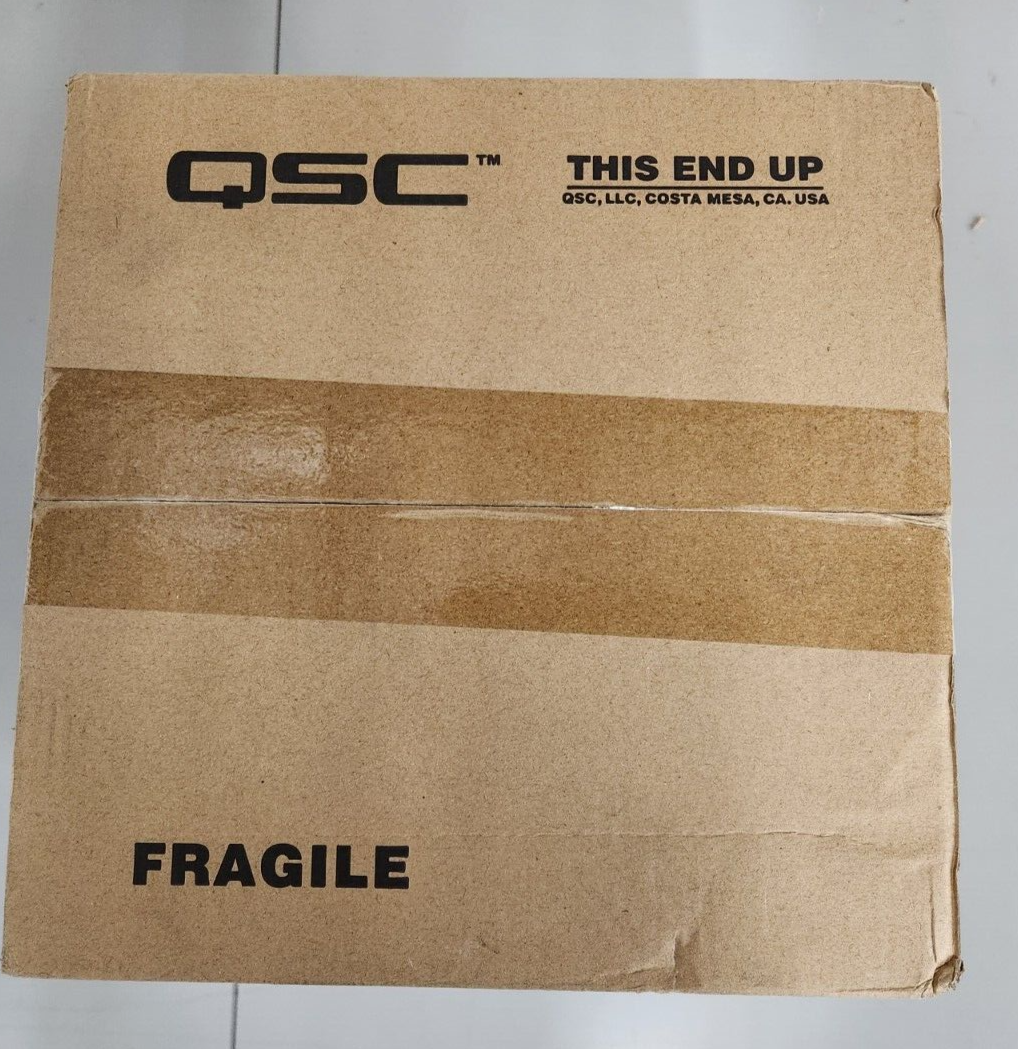 QSC™
THIS END UP
QSC, LLC, COSTA MESA, CA. USA
FRAGILE